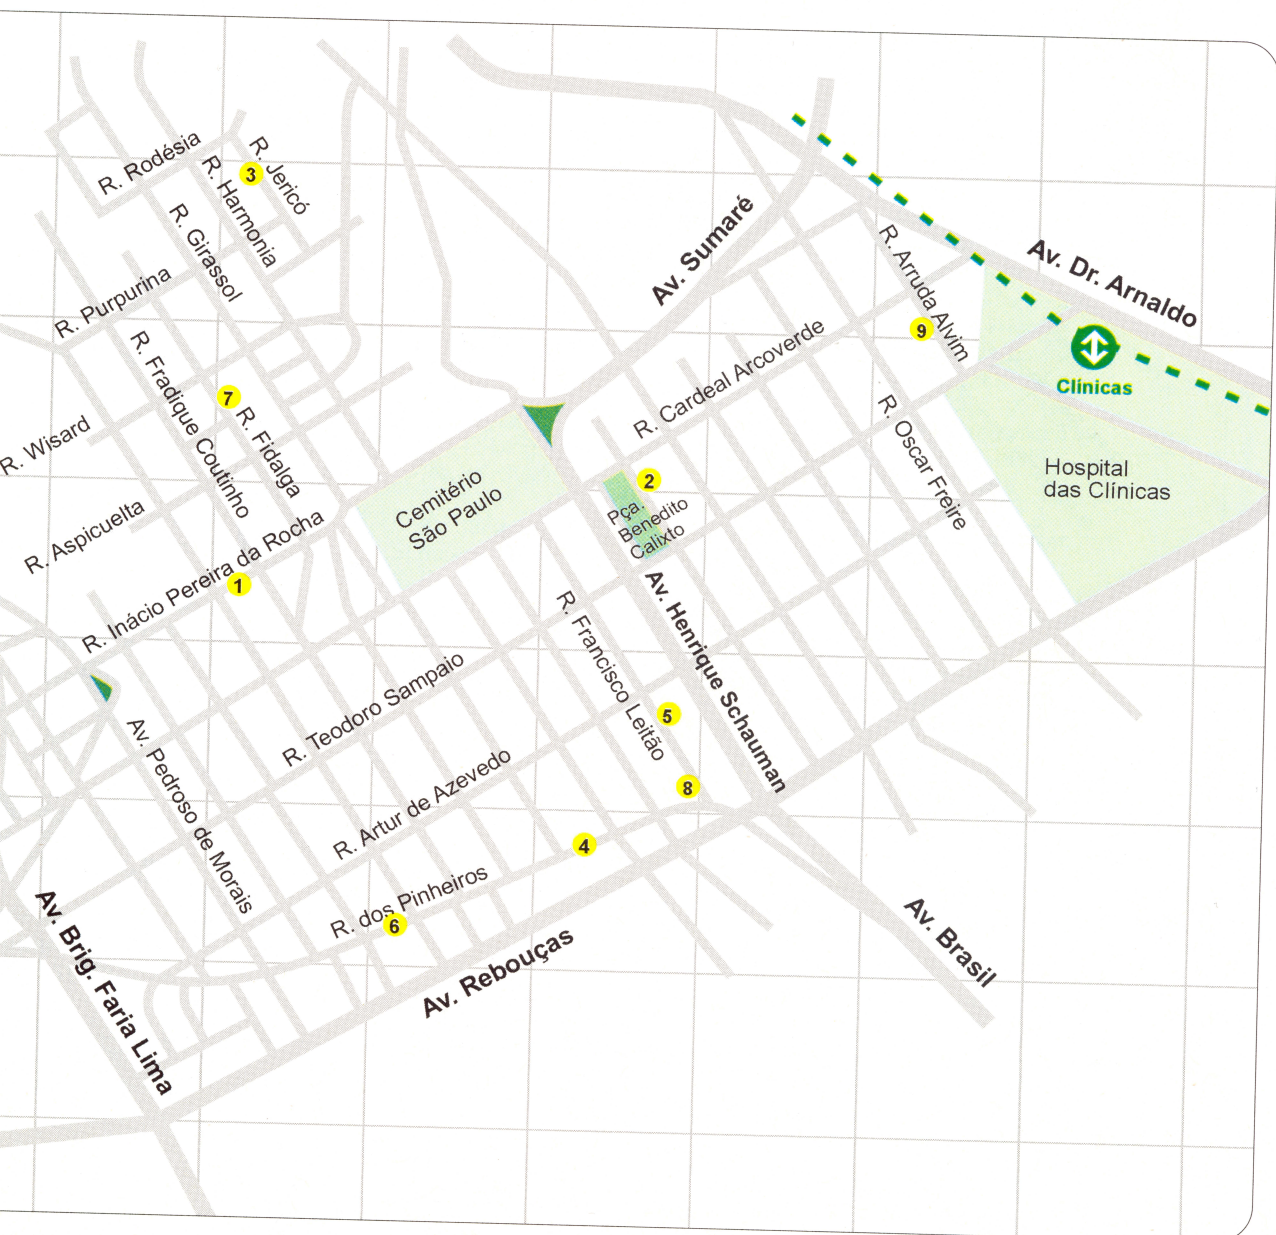 R. Rodésia
R. Jericó
3
R. Harmonia
R. Girassol
R. Purpurina
Av. Sumaré
R. Arruda Alvim
9
Av. Dr. Arnaldo
Clínicas
R. Fradique Coutinho
7
R. Fidalga
R. Wisard
R. Cardeal Arcoverde
R. Oscar Freire
Hospital
das Clínicas
Cemitério
São Paulo
2
Pça.
Benedito
Calixto
R. Aspicuelta
R. Inácio Pereira da Rocha
1
R. Francisco Leitão
Av. Henrique Schauman
R. Teodoro Sampaio
5
Av. Pedroso de Morais
R. Artur de Azevedo
8
4
R. dos Pinheiros
6
Av. Rebouças
Av. Brasil
Av. Brig. Faria Lima